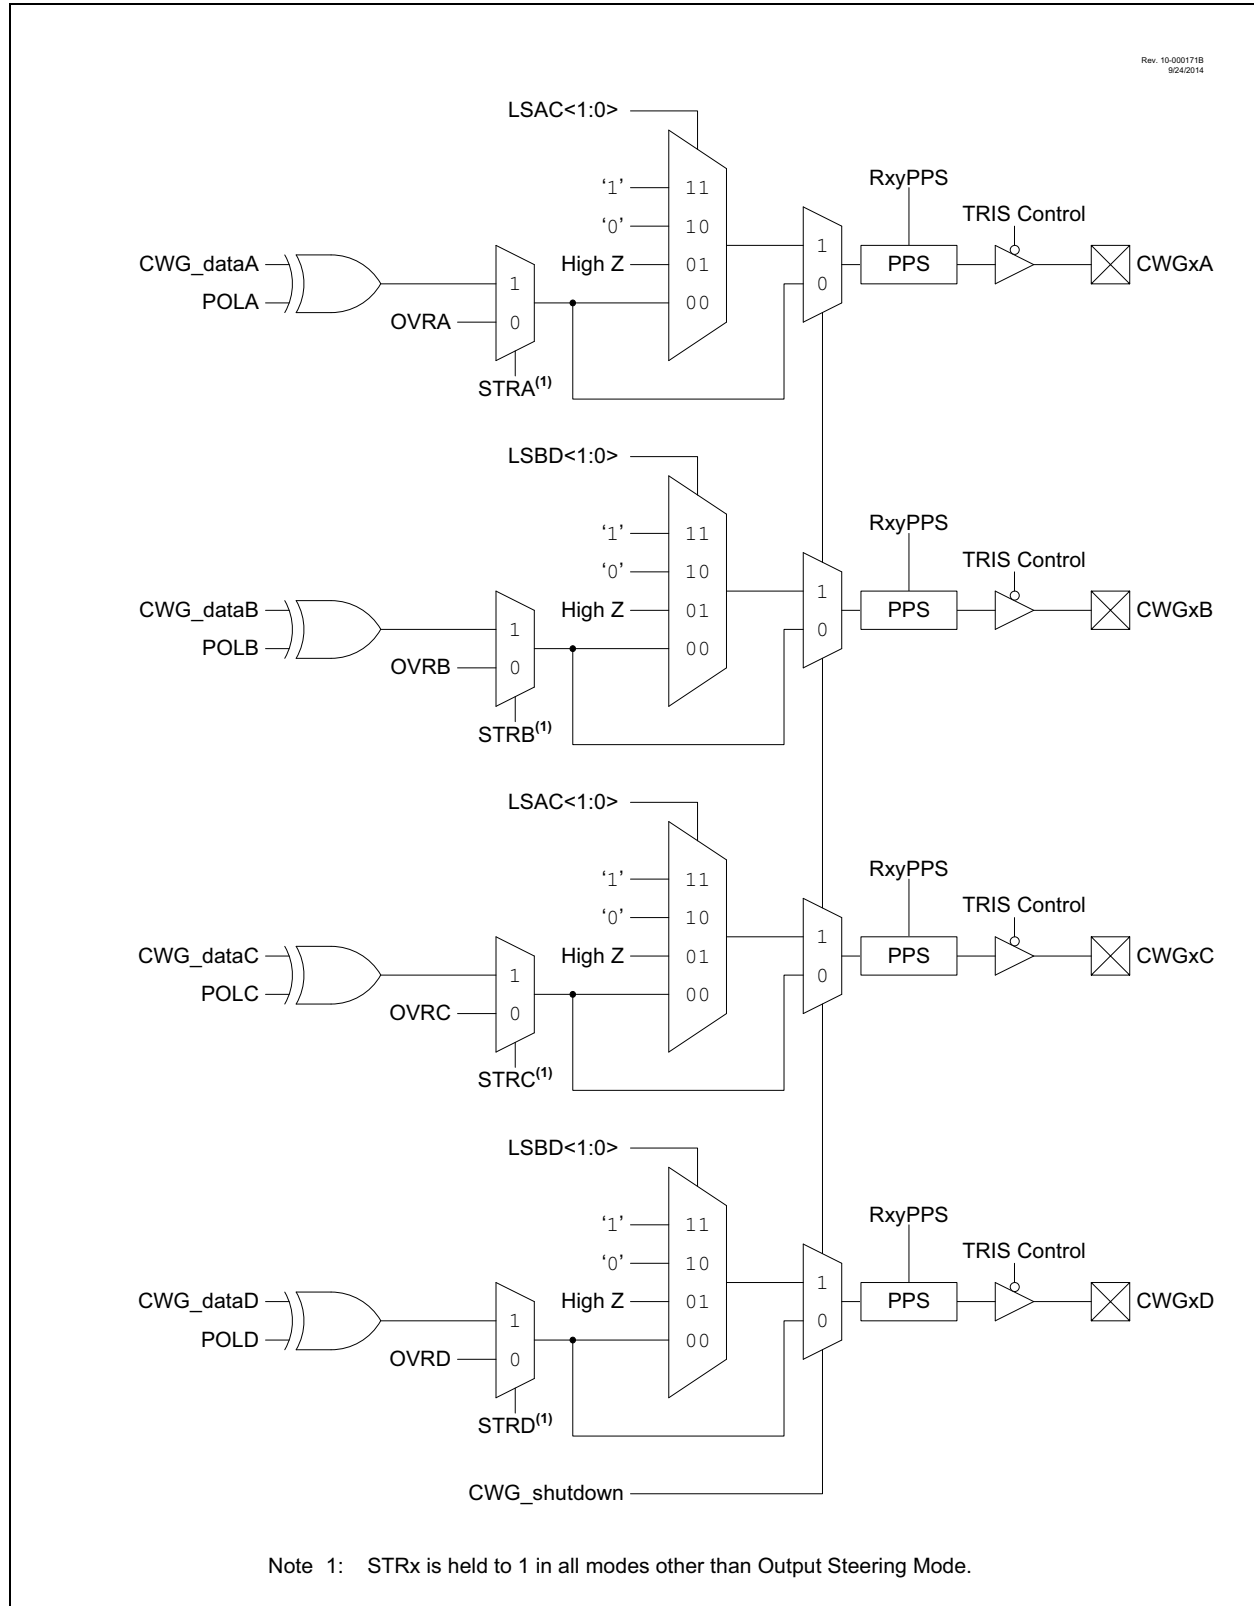 Rev. 10-000171B
9/24/2014
LSAC<1:0>
'1'
11
RxyPPS
'0'
10
TRIS Control
CWG_dataA
1
High Z
01
1
PPS
CWGxA
POLA
OVRA
0
00
0
STRA(1)
LSBD<1:0>
'1'
11
RxyPPS
'0'
10
TRIS Control
CWG_dataB
1
High Z
01
1
PPS
CWGxB
POLB
OVRB
0
00
0
STRB(1)
LSAC<1:0>
'1'
11
RxyPPS
'0'
10
TRIS Control
CWG_dataC
1
High Z
01
1
PPS
CWGxC
POLC
OVRC
0
00
0
STRC(1)
LSBD<1:0>
'1'
11
RxyPPS
'0'
10
TRIS Control
CWG_dataD
1
High Z
01
1
PPS
CWGxD
POLD
OVRD
0
00
0
STRD(1)
CWG_shutdown
Note 1: STRx is held to 1 in all modes other than Output Steering Mode.